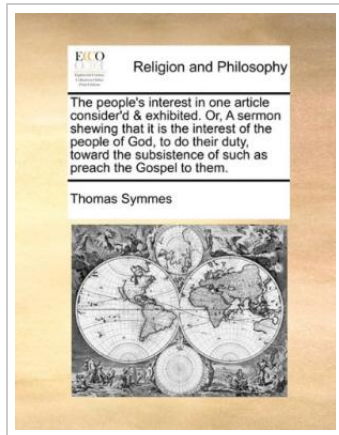 ECCO
Religion and Philosophy
The people's interest in one article
consider'd & exhibited. Or, A sermon
shewing that it is the interest of the
people of God, to do their duty,
toward the subsistence of such as
preach the Gospel to them.
Thomas Symmes